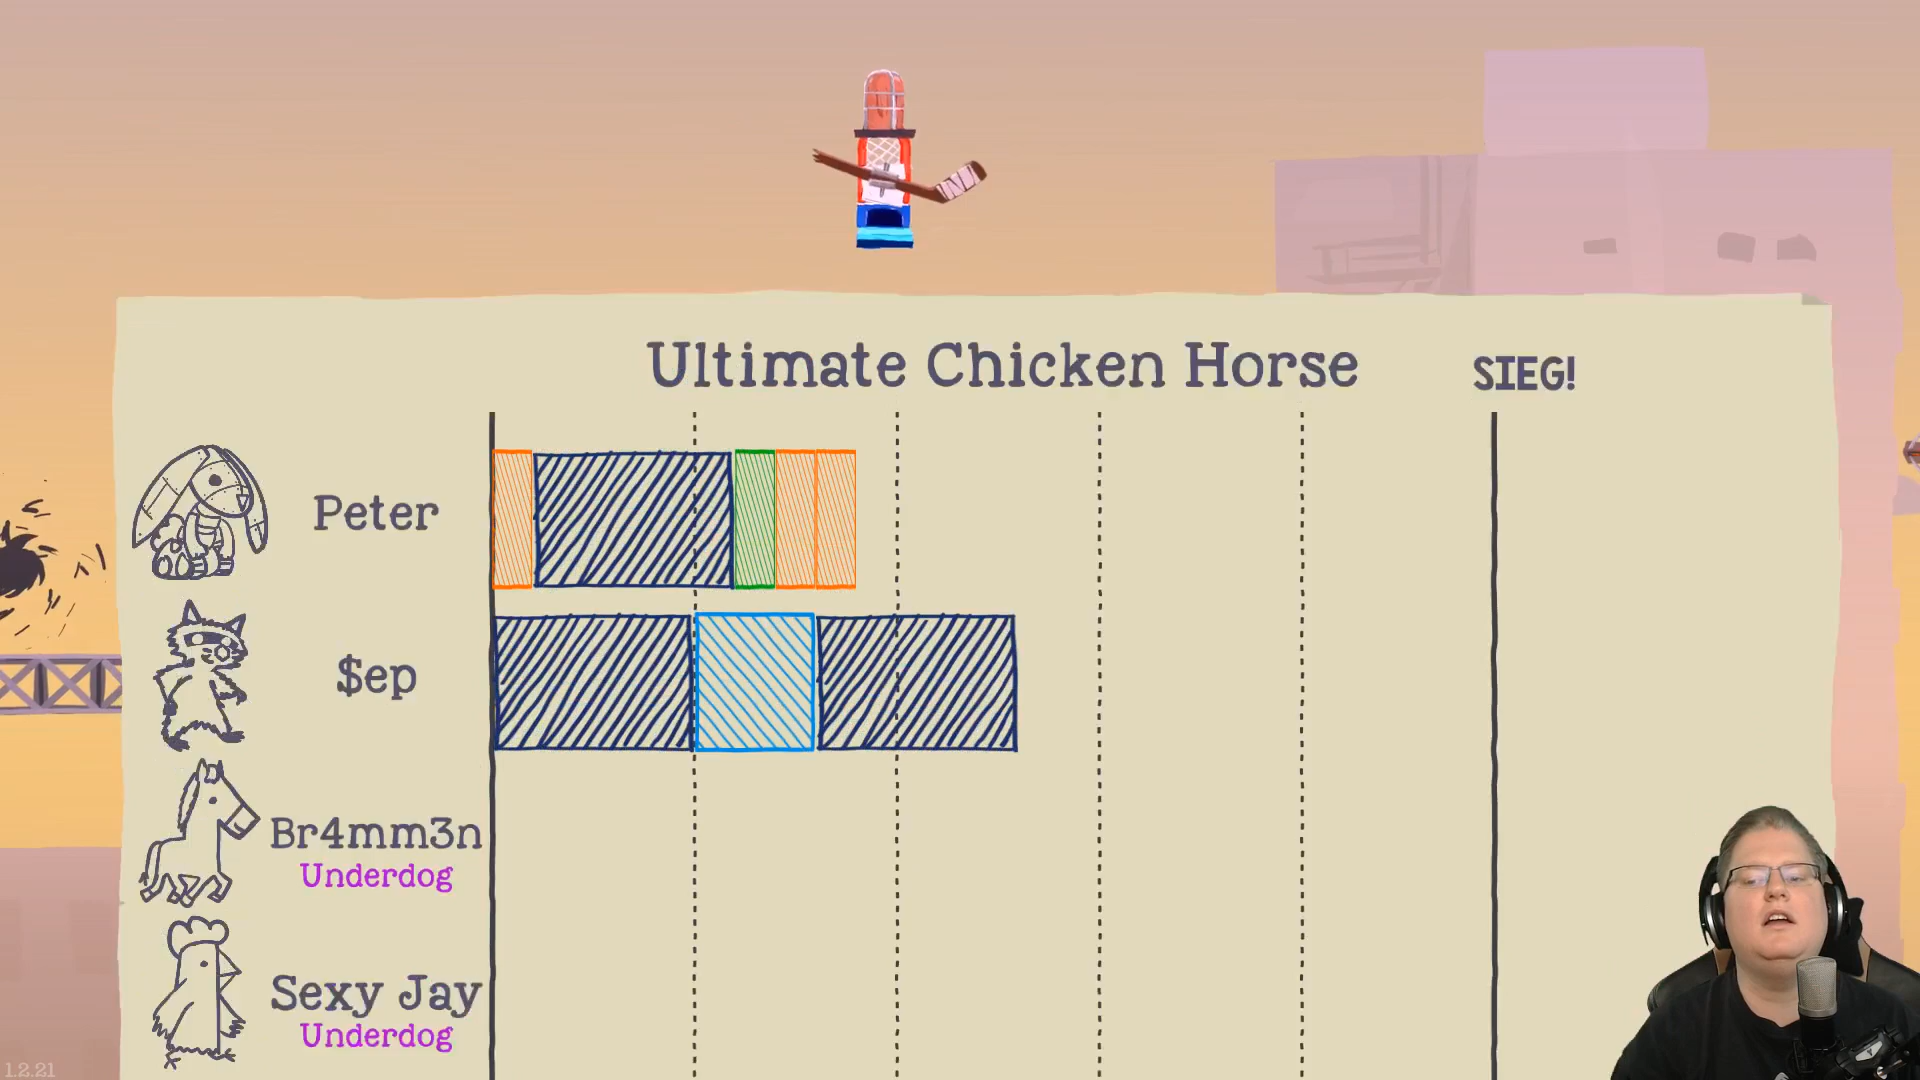 Ultimate Chicken Horse
SIEG!
Peter
$ep
Br4mm3n
Underdog
Sexy Jay
Underdog
1.2.21